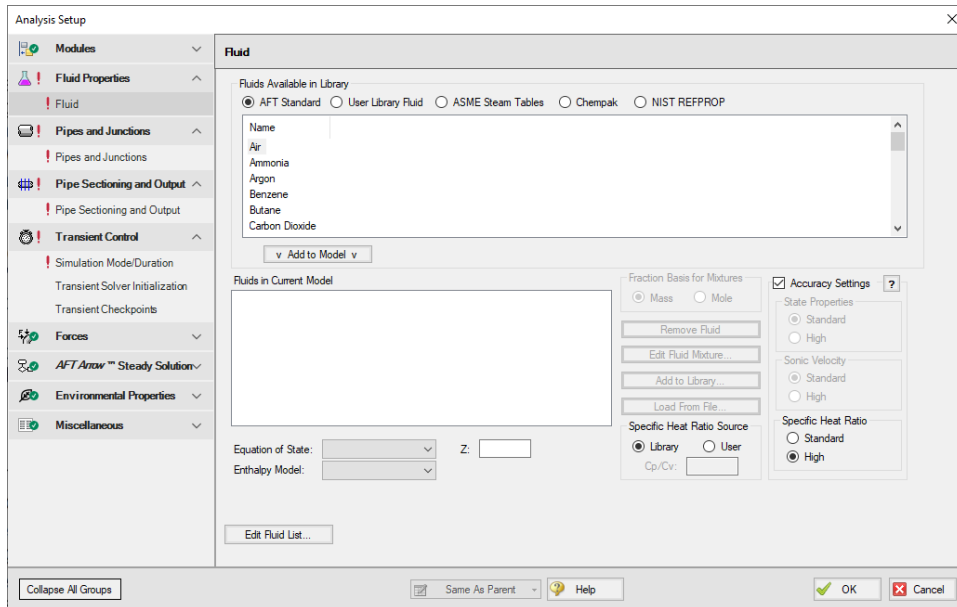 Analysis Setup
Modules
Fluid Properties
! Fluid
Pipes and Junctions
! Pipes and Junctions
Pipe Sectioning and Output
! Pipe Sectioning and Output
Transient Control
! Simulation Mode/Duration
Transient Solver Initialization
Transient Checkpoints
Forces
AFT Arrow ™ Steady Solution
Environmental Properties
Miscellaneous
Collapse All Groups
Fluid
Fluids Available in Library
AFT Standard User Library Fluid ASME Steam Tables Chempak NIST REFPROP
Name
Air
Ammonia
Argon
Benzene
Butane
Carbon Dioxide
v Add to Model v
Fluids in Current Model
Equation of State: Z:
Enthalpy Model:
Edit Fluid List...
Fraction Basis for Mixtures
Mass Mole
Remove Fluid
Edit Fluid Mixture...
Add to Library...
Load From File...
Specific Heat Ratio Source
Library User
Cp/Cv:
Accuracy Settings ?
State Properties
Standard
High
Sonic Velocity
Standard
High
Specific Heat Ratio
Standard
High
Same As Parent
? Help
OK
Cancel